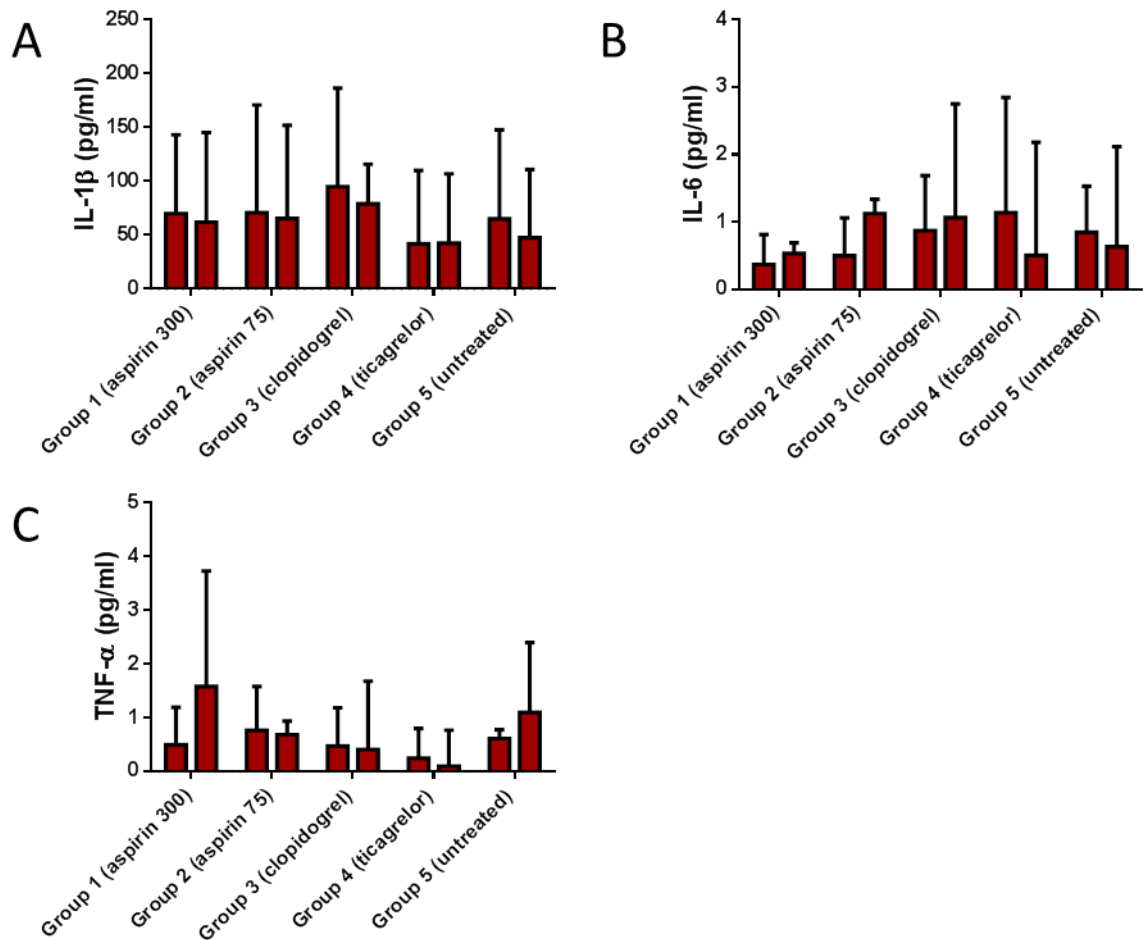 A
IL-1β (pg/ml)
250
200
150
100
50
0
Group 1 (aspirin 300)
Group 2 (aspirin 75)
Group 3 (clopidogrel)
Group 4 (ticagrelor)
Group 5 (untreated)
B
IL-6 (pg/ml)
4
3
2
1
0
Group 1 (aspirin 300)
Group 2 (aspirin 75)
Group 3 (clopidogrel)
Group 4 (ticagrelor)
Group 5 (untreated)
C
TNF-α (pg/ml)
5
4
3
2
1
0
Group 1 (aspirin 300)
Group 2 (aspirin 75)
Group 3 (clopidogrel)
Group 4 (ticagrelor)
Group 5 (untreated)